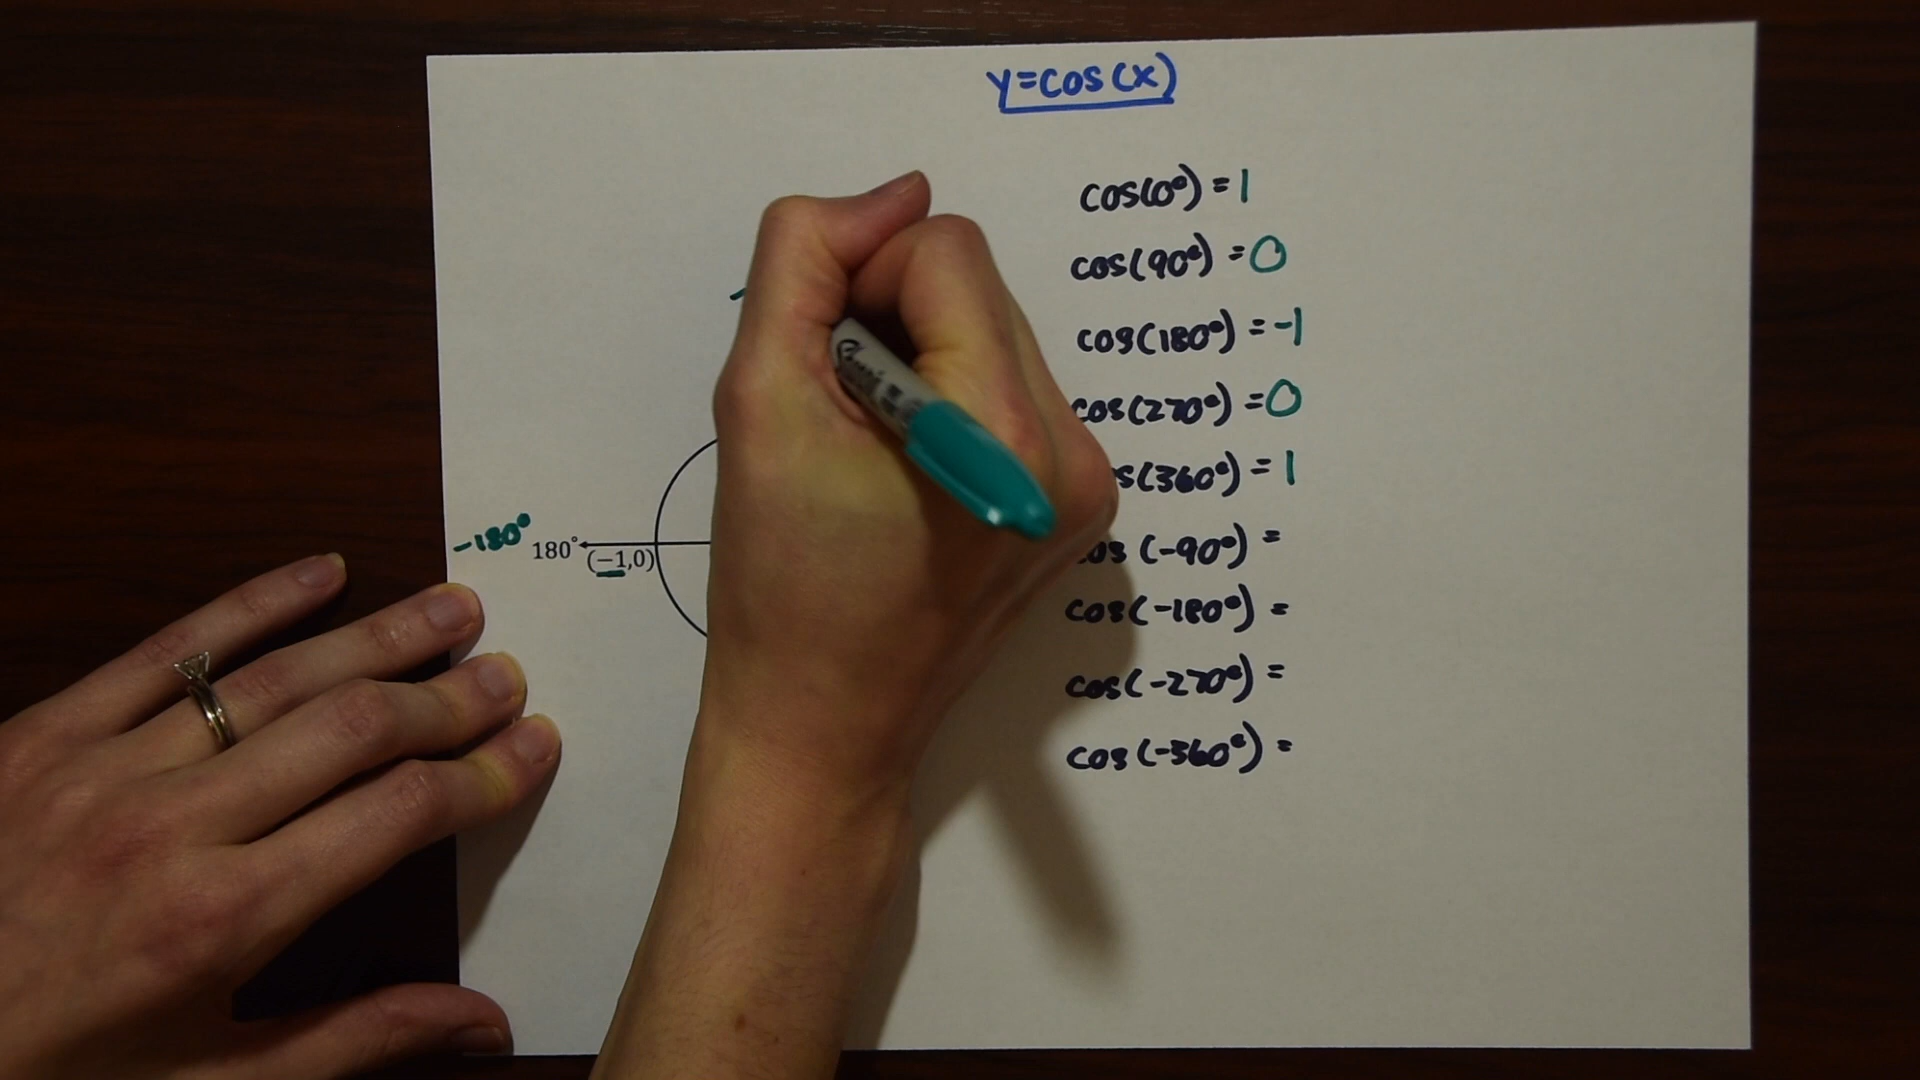 y=cos(x)
cos(0°) = 1
cos(90°) = 0
cos(180°) = -1
cos(270°) = 0
s(360°) = 1
os (-90°) =
cos(-180°) =
cos(-270°) =
cos(-360°) =
-180°
180°
(-1,0)